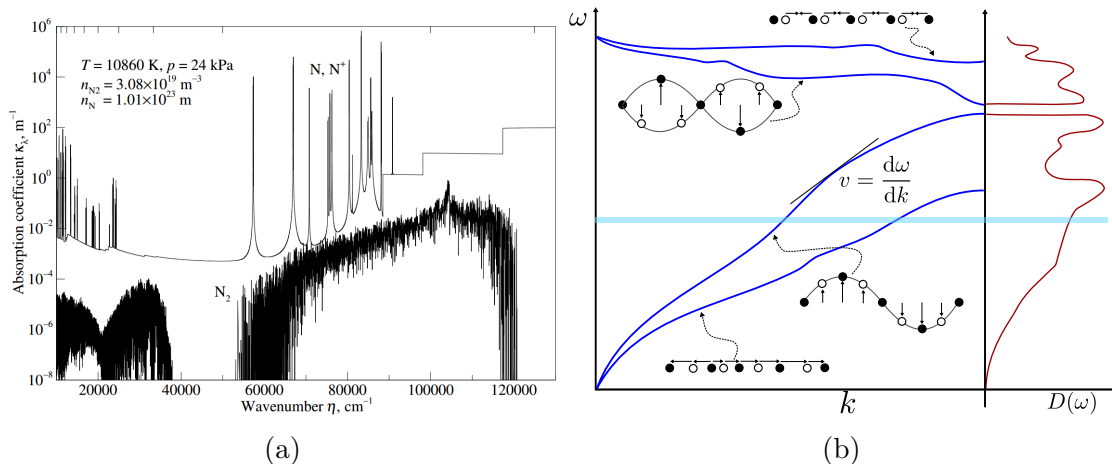 10^6
10^4
10^2
10^0
10^-2
10^-4
10^-6
10^-8
Absorption coefficient κ_λ, m^-1
T = 10860 K, p = 24 kPa
n_N2 = 3.08×10^19 m^-3
n_N = 1.01×10^23 m
N, N^+
N_2
20000 40000 60000 80000 100000 120000
Wavenumber η, cm^-1
(a)
ω
v = dω/dk
k
D(ω)
(b)